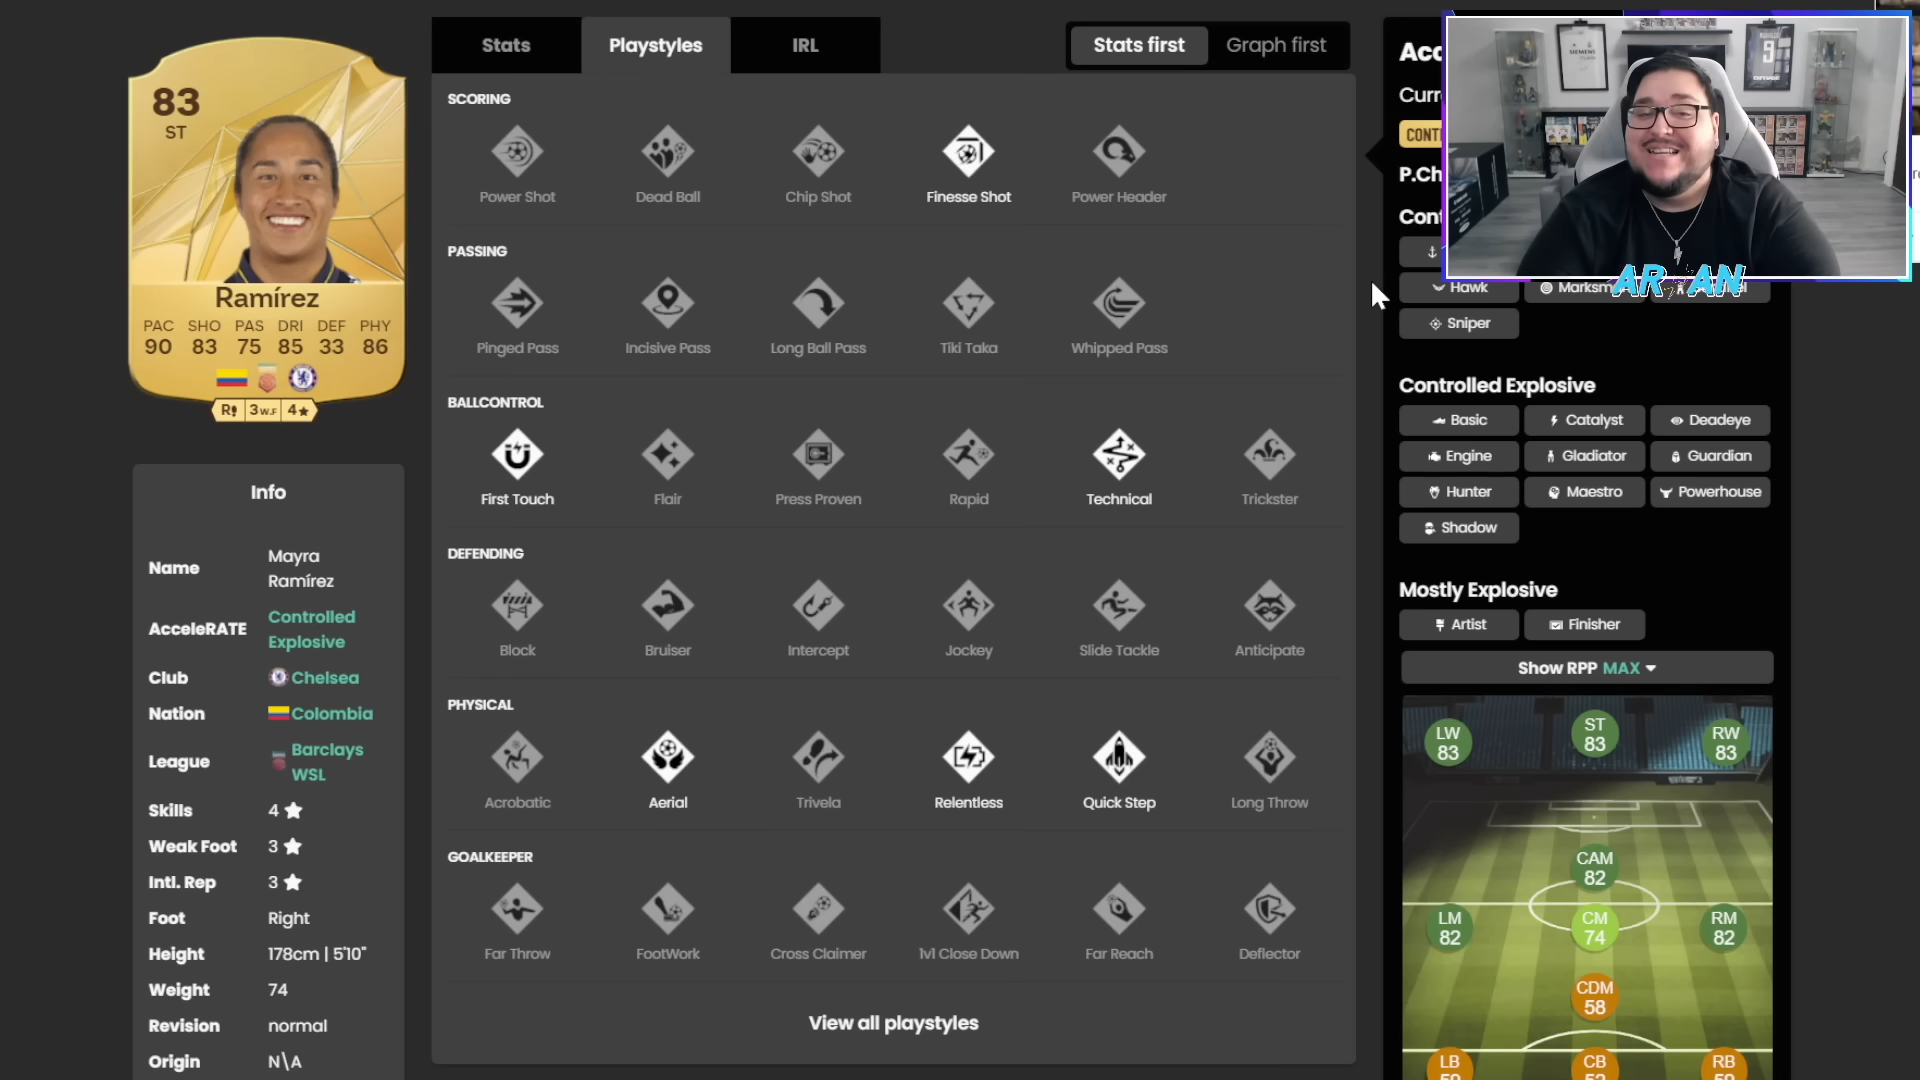 83
ST
Ramírez
PAC SHO PAS DRI DEF PHY
90 83 75 85 33 86
R 3 W.F 4★
Info
Name Mayra Ramírez
AcceleRATE Controlled Explosive
Club Chelsea
Nation Colombia
League Barclays WSL
Skills 4 ★
Weak Foot 3 ★
Intl. Rep 3 ★
Foot Right
Height 178cm | 5'10"
Weight 74
Revision normal
Origin N\A
Stats Playstyles IRL
Stats first Graph first
SCORING
Power Shot Dead Ball Chip Shot Finesse Shot Power Header
PASSING
Pinged Pass Incisive Pass Long Ball Pass Tiki Taka Whipped Pass
BALLCONTROL
First Touch Flair Press Proven Rapid Technical Trickster
DEFENDING
Block Bruiser Intercept Jockey Slide Tackle Anticipate
PHYSICAL
Acrobatic Aerial Trivela Relentless Quick Step Long Throw
GOALKEEPER
Far Throw FootWork Cross Claimer 1v1 Close Down Far Reach Deflector
View all playstyles
Acc
Curr
CONT
P.Ch
Cont
Hawk Marksm
Sniper
AR AN
Controlled Explosive
Basic Catalyst Deadeye
Engine Gladiator Guardian
Hunter Maestro Powerhouse
Shadow
Mostly Explosive
Artist Finisher
Show RPP MAX
LW 83
ST 83
RW 83
CAM 82
LM 82
CM 74
RM 82
CDM 58
LB
CB
RB